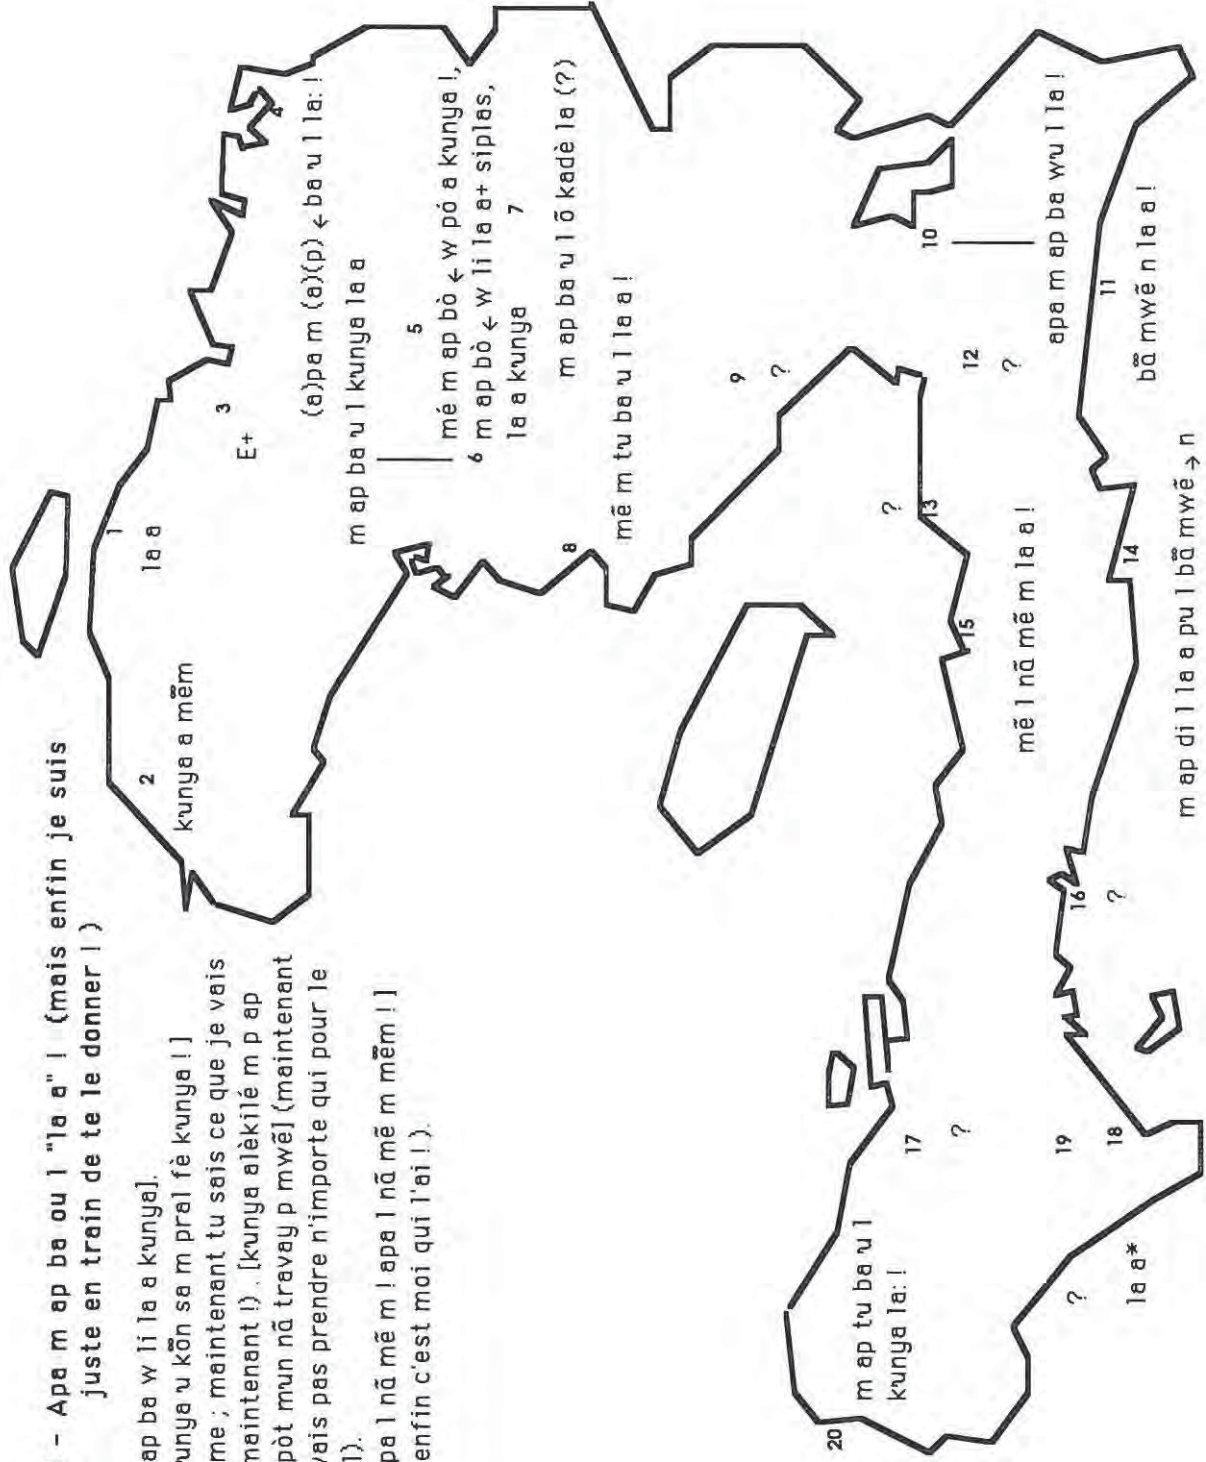 - Apa m ap ba ou l "la a" ! (mais enfin je suis
juste en train de te le donner ! )
ap ba w li la a kunya].
unya u kõn sa m pral fè kunya ! ]
me ; maintenant tu sais ce que je vais
maintenant !) . [kunya alèkilé m p ap
pòt mun nã travay p mwẽ] (maintenant
vais pas prendre n'importe qui pour le
l).
pa l nã mẽ m ! apa l nã mẽ m mẽm ! ]
enfin c'est moi qui l'ai ! ).
1
la a
2
kunya a mẽm
3
E+
4
(a)pa m (a)(p) ← ba u l la: !
m ap ba u l kunya la a
5
mé m ap bò ← w pó a kunya !,
6 m ap bò ← w li la a+ siplas,
la a kunya 7
m ap ba u l õ kadè la (?)
8
mẽ m tu ba u l la a !
9
?
10
apa m ap ba wu l la !
11
bã mwẽ n la a !
12
?
13
?
mẽ l nã mẽ m la a !
14
m ap di l la a pu l bã mwẽ → n
15
16
?
17
?
18
19
?
la a*
20
m ap tu ba u l
kunya la: !